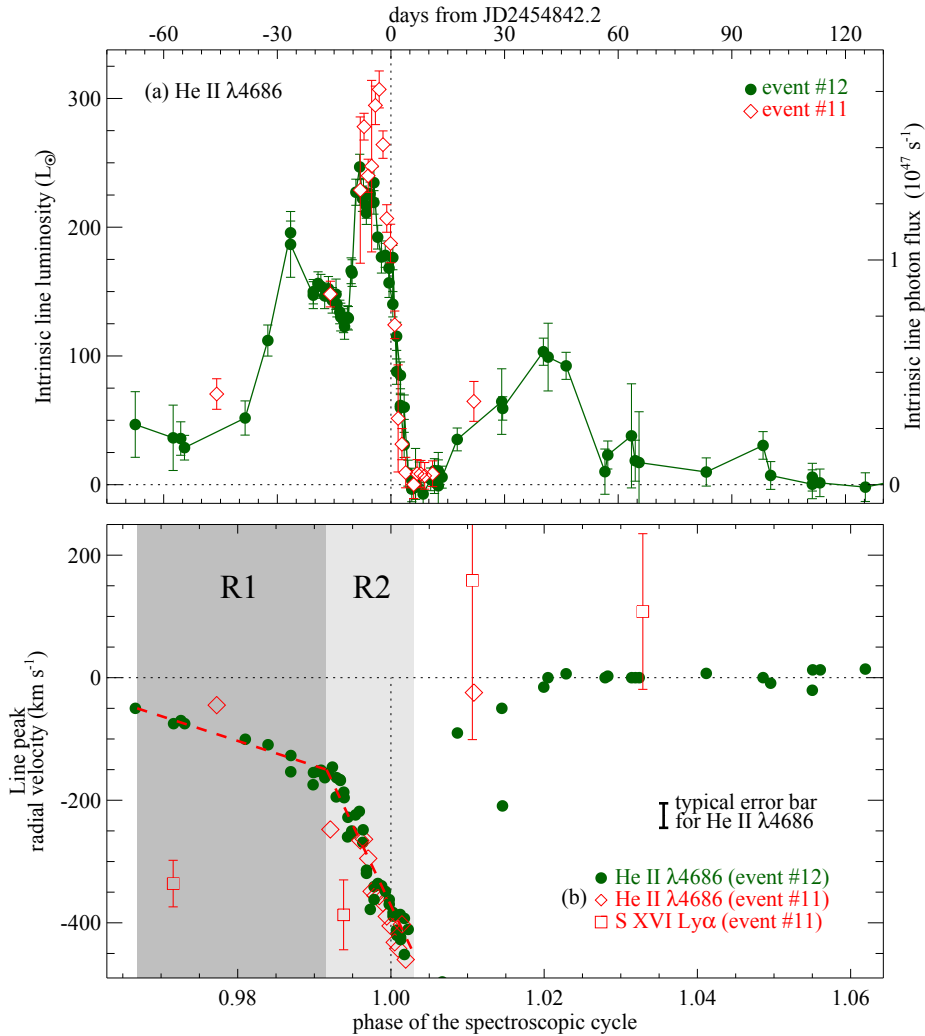 days from JD2454842.2
-60 -30 0 30 60 90 120
(a) He II λ4686
event #12
event #11
Intrinsic line luminosity (L☉)
300
200
100
0
Intrinsic line photon flux (10⁴⁷ s⁻¹)
1
0
R1
R2
Line peak
radial velocity (km s⁻¹)
200
0
-200
-400
typical error bar
for He II λ4686
(b)
He II λ4686 (event #12)
He II λ4686 (event #11)
S XVI Lyα (event #11)
0.98 1.00 1.02 1.04 1.06
phase of the spectroscopic cycle